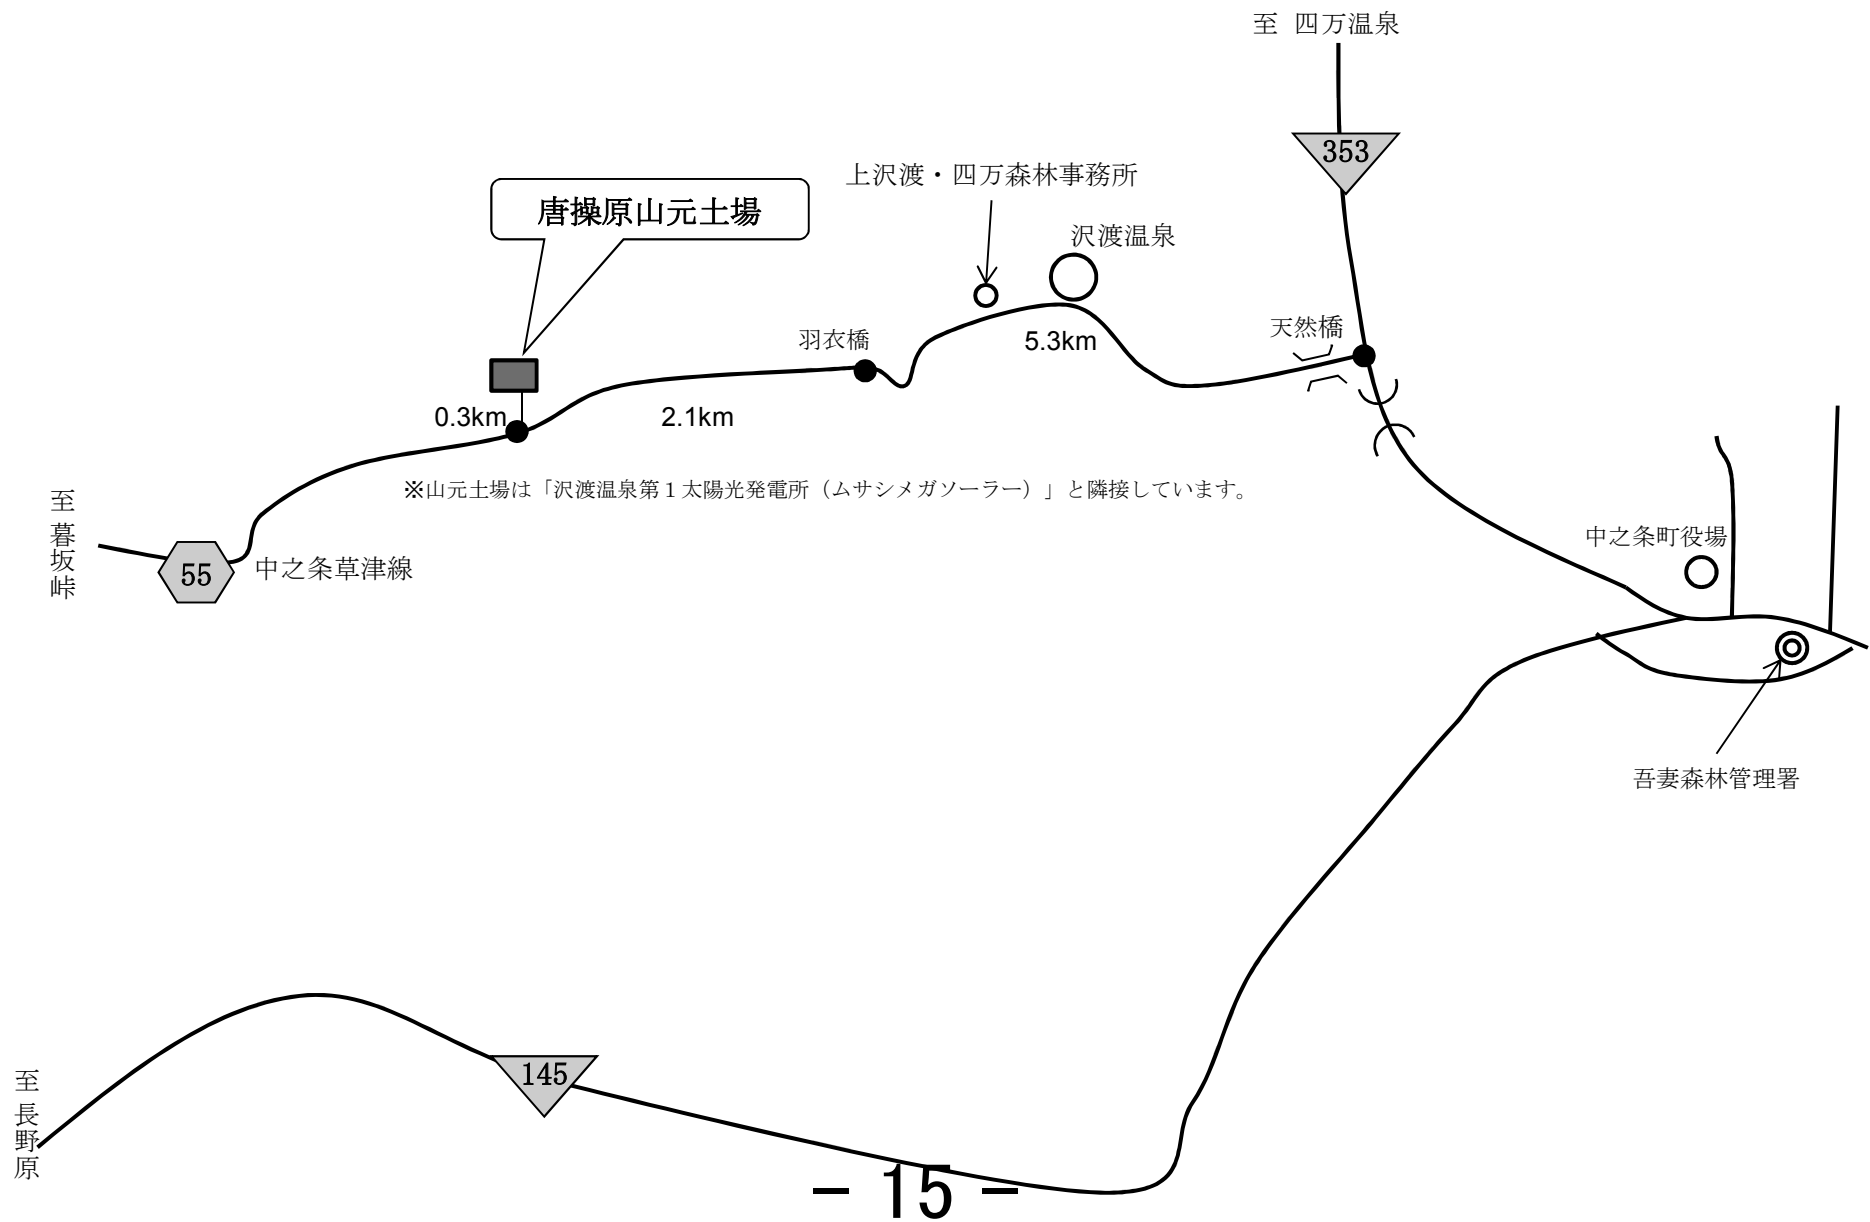 至 四万温泉
353
上沢渡・四万森林事務所
唐操原山元土場
沢渡温泉
天然橋
羽衣橋
5.3km
0.3km
2.1km
※山元土場は「沢渡温泉第１太陽光発電所（ムサシメガソーラー）」と隣接しています。
至 暮坂峠
中之条町役場
55
中之条草津線
吾妻森林管理署
145
至 長野原
- 15 -